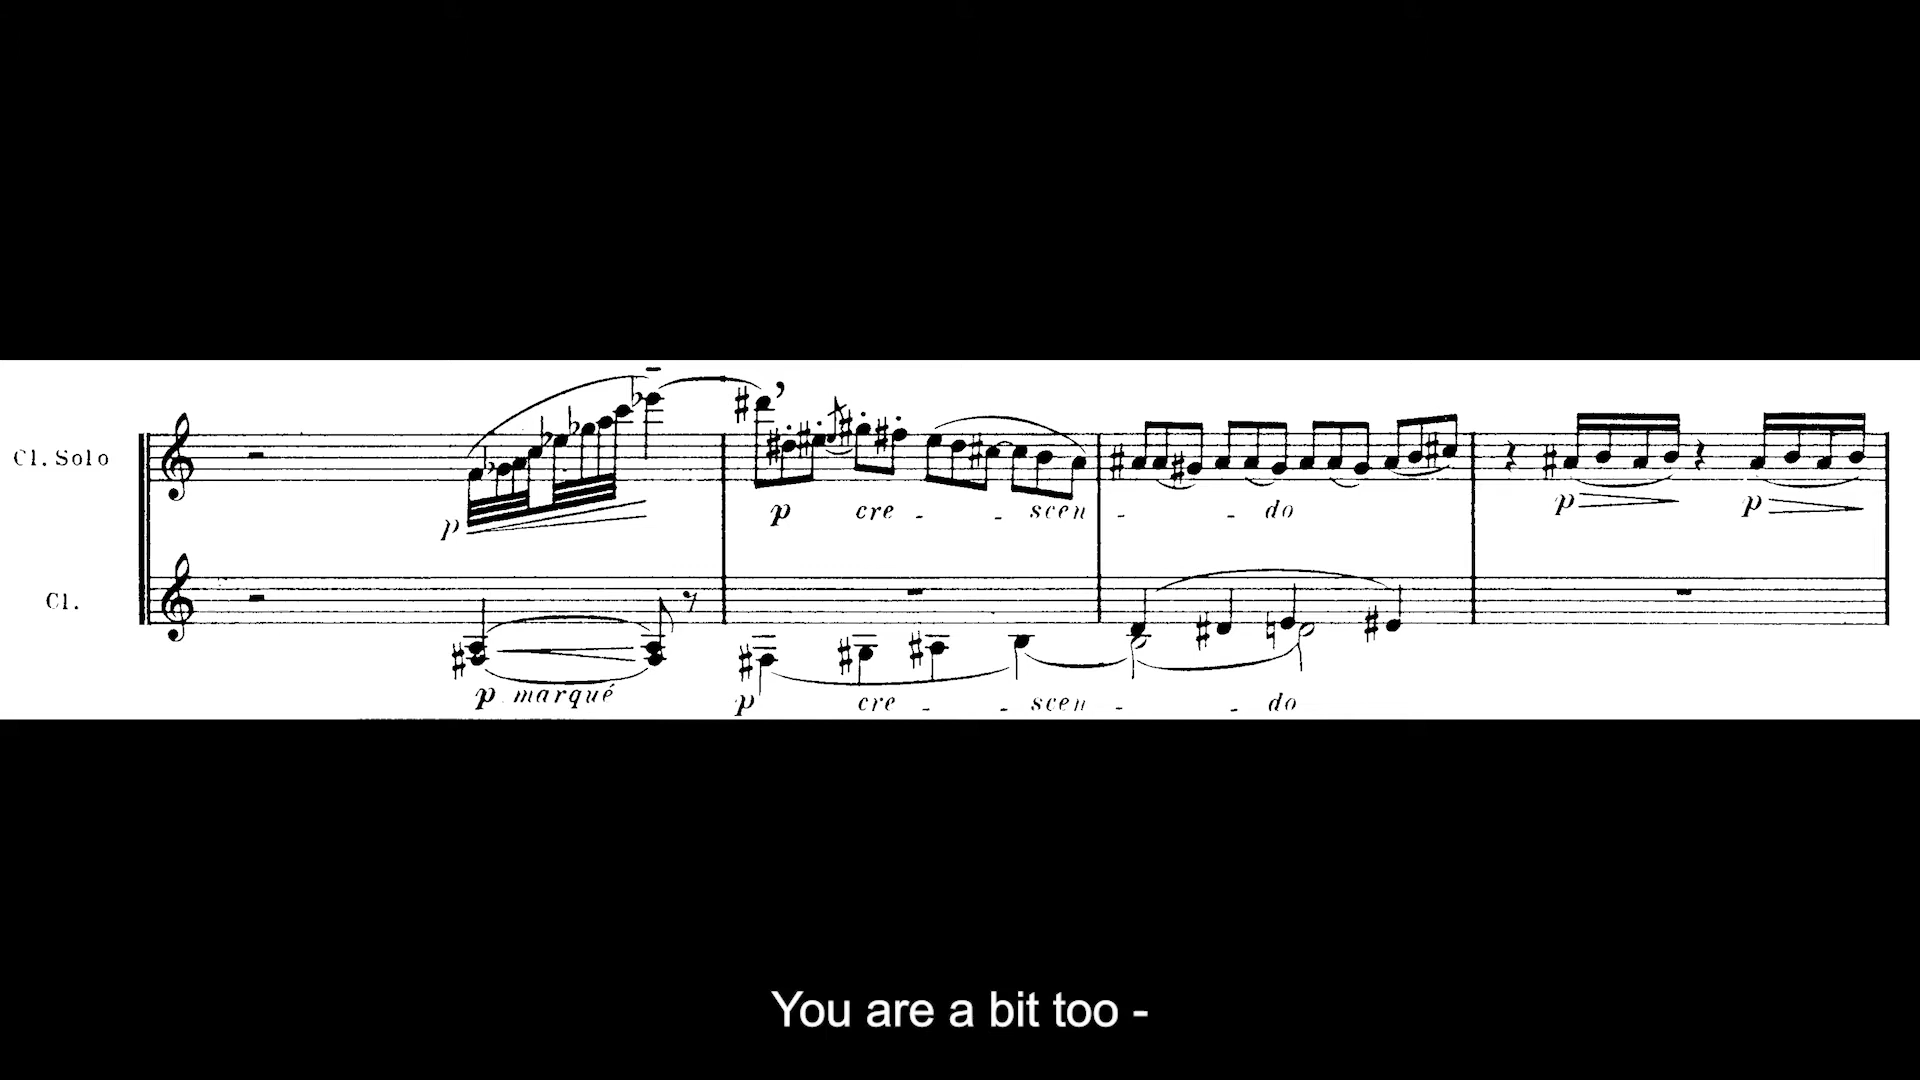 Cl. Solo
p
p cre - - scen - - do
p
p
Cl.
p marqué
p cre - - scen - - do
You are a bit too -